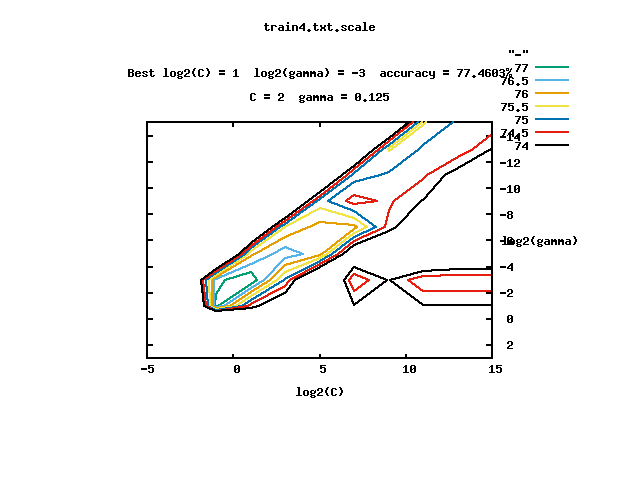 train4.txt.scale
"-"
Best log2(C) = 1  log2(gamma) = -3  accuracy = 77.4603%
77
76.5
C = 2  gamma = 0.125
76
75.5
75
74.5
74
-14
-12
-10
-8
-6
log2(gamma)
-4
-2
0
2
-5 0 5 10 15
log2(C)